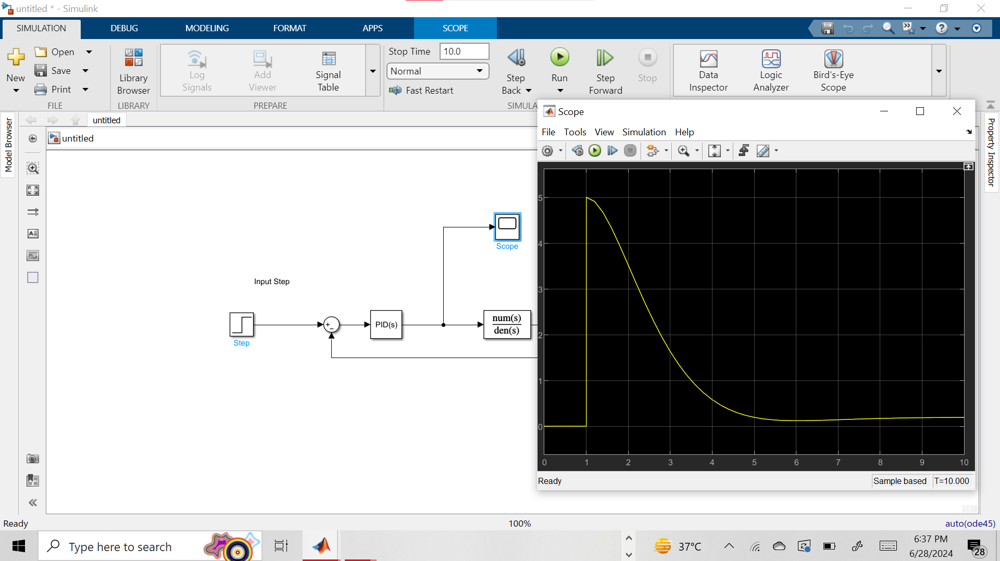 untitled * - Simulink
SIMULATION DEBUG MODELING FORMAT APPS SCOPE
New
Open
Save
Print
FILE
Library
Browser
LIBRARY
Log
Signals
Add
Viewer
Signal
Table
PREPARE
Stop Time 10.0
Normal
Fast Restart
Step
Back
Run
Step
Forward
Stop
SIMULA
Data
Inspector
Logic
Analyzer
Bird's-Eye
Scope
Model Browser
untitled
untitled
Property Inspector
Scope
File Tools View Simulation Help
5
4
3
2
1
0
0 1 2 3 4 5 6 7 8 9 10
Ready Sample based T=10.000
Scope
Input Step
Step
+
−
PID(s)
num(s)
den(s)
Ready 100% auto(ode45)
Type here to search
37°C
6:37 PM
6/28/2024
28